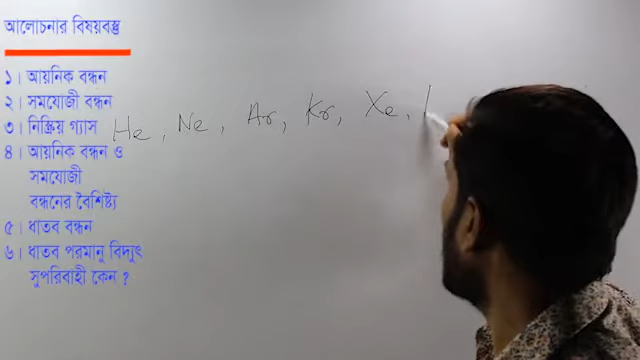 আলোচনার বিষয়বস্তু
১। আয়নিক বন্ধন
২। সমযোজী বন্ধন
৩। নিষ্ক্রিয় গ্যাস
৪। আয়নিক বন্ধন ও
সমযোজী
বন্ধনের বৈশিষ্ট্য
৫। ধাতব বন্ধন
৬। ধাতব পরমানু বিদ্যুৎ
সুপরিবাহী কেন ?
He, Ne, Ar, Kr, Xe,